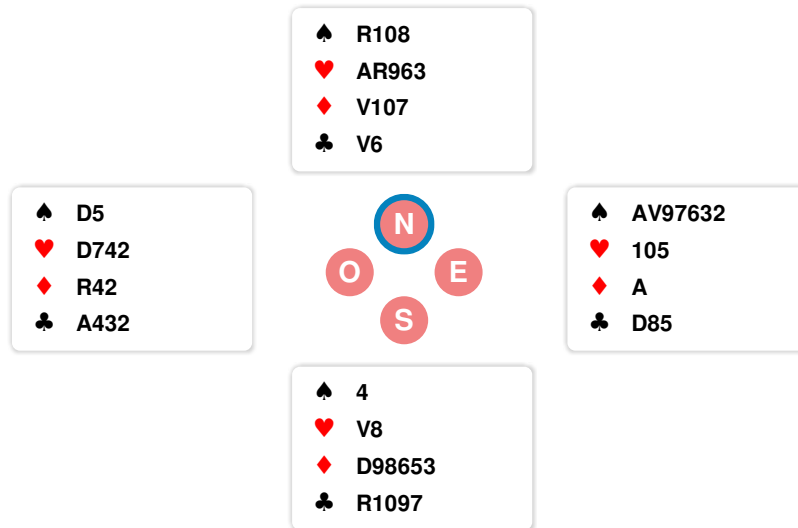 ♠ R108
♥ AR963
♦ V107
♣ V6
♠ D5
♥ D742
♦ R42
♣ A432
N
O E
S
♠ AV97632
♥ 105
♦ A
♣ D85
♠ 4
♥ V8
♦ D98653
♣ R1097